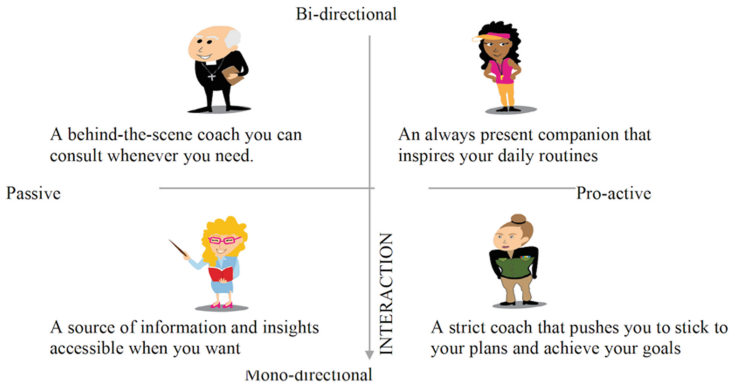 Bi-directional
A behind-the-scene coach you can
consult whenever you need.
An always present companion that
inspires your daily routines
Passive
Pro-active
INTERACTION
A source of information and insights
accessible when you want
A strict coach that pushes you to stick to
your plans and achieve your goals
Mono-directional